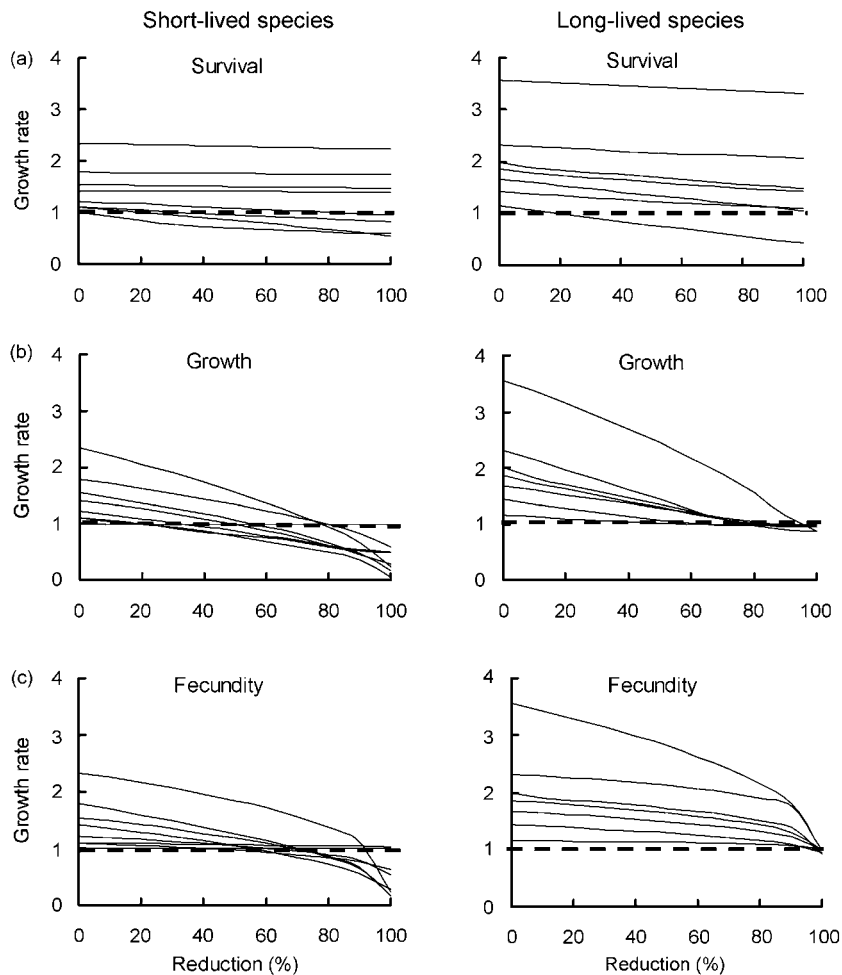 Short-lived species
Long-lived species
(a)
Survival
Survival
Growth rate
4
3
2
1
0
4
3
2
1
0
0 20 40 60 80 100
0 20 40 60 80 100
(b)
Growth
Growth
Growth rate
4
3
2
1
0
4
3
2
1
0
0 20 40 60 80 100
0 20 40 60 80 100
(c)
Fecundity
Fecundity
Growth rate
4
3
2
1
0
4
3
2
1
0
0 20 40 60 80 100
0 20 40 60 80 100
Reduction (%)
Reduction (%)